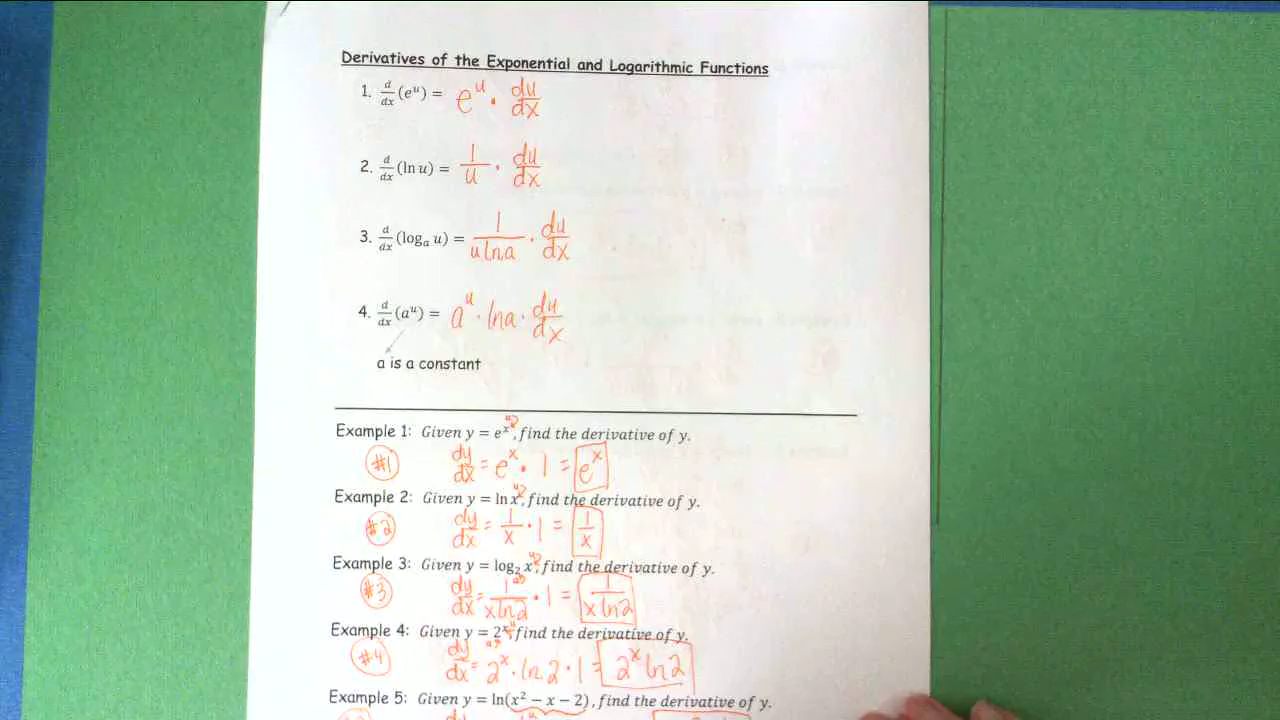 Derivatives of the Exponential and Logarithmic Functions
1. d/dx (e^u) = e^u · du/dx
2. d/dx (ln u) = 1/u · du/dx
3. d/dx (log_a u) = 1/(u ln a) · du/dx
4. d/dx (a^u) = a^u · ln a · du/dx
a is a constant
Example 1: Given y = e^x, find the derivative of y.
#1 dy/dx = e^x · 1 = e^x
Example 2: Given y = ln x, find the derivative of y.
#2 dy/dx = 1/x · 1 = 1/x
Example 3: Given y = log_2 x, find the derivative of y.
#3 dy/dx = 1/(x ln 2) · 1 = 1/(x ln 2)
Example 4: Given y = 2^x, find the derivative of y.
#4 dy/dx = 2^x · ln 2 · 1 = 2^x ln 2
Example 5: Given y = ln(x² − x − 2), find the derivative of y.